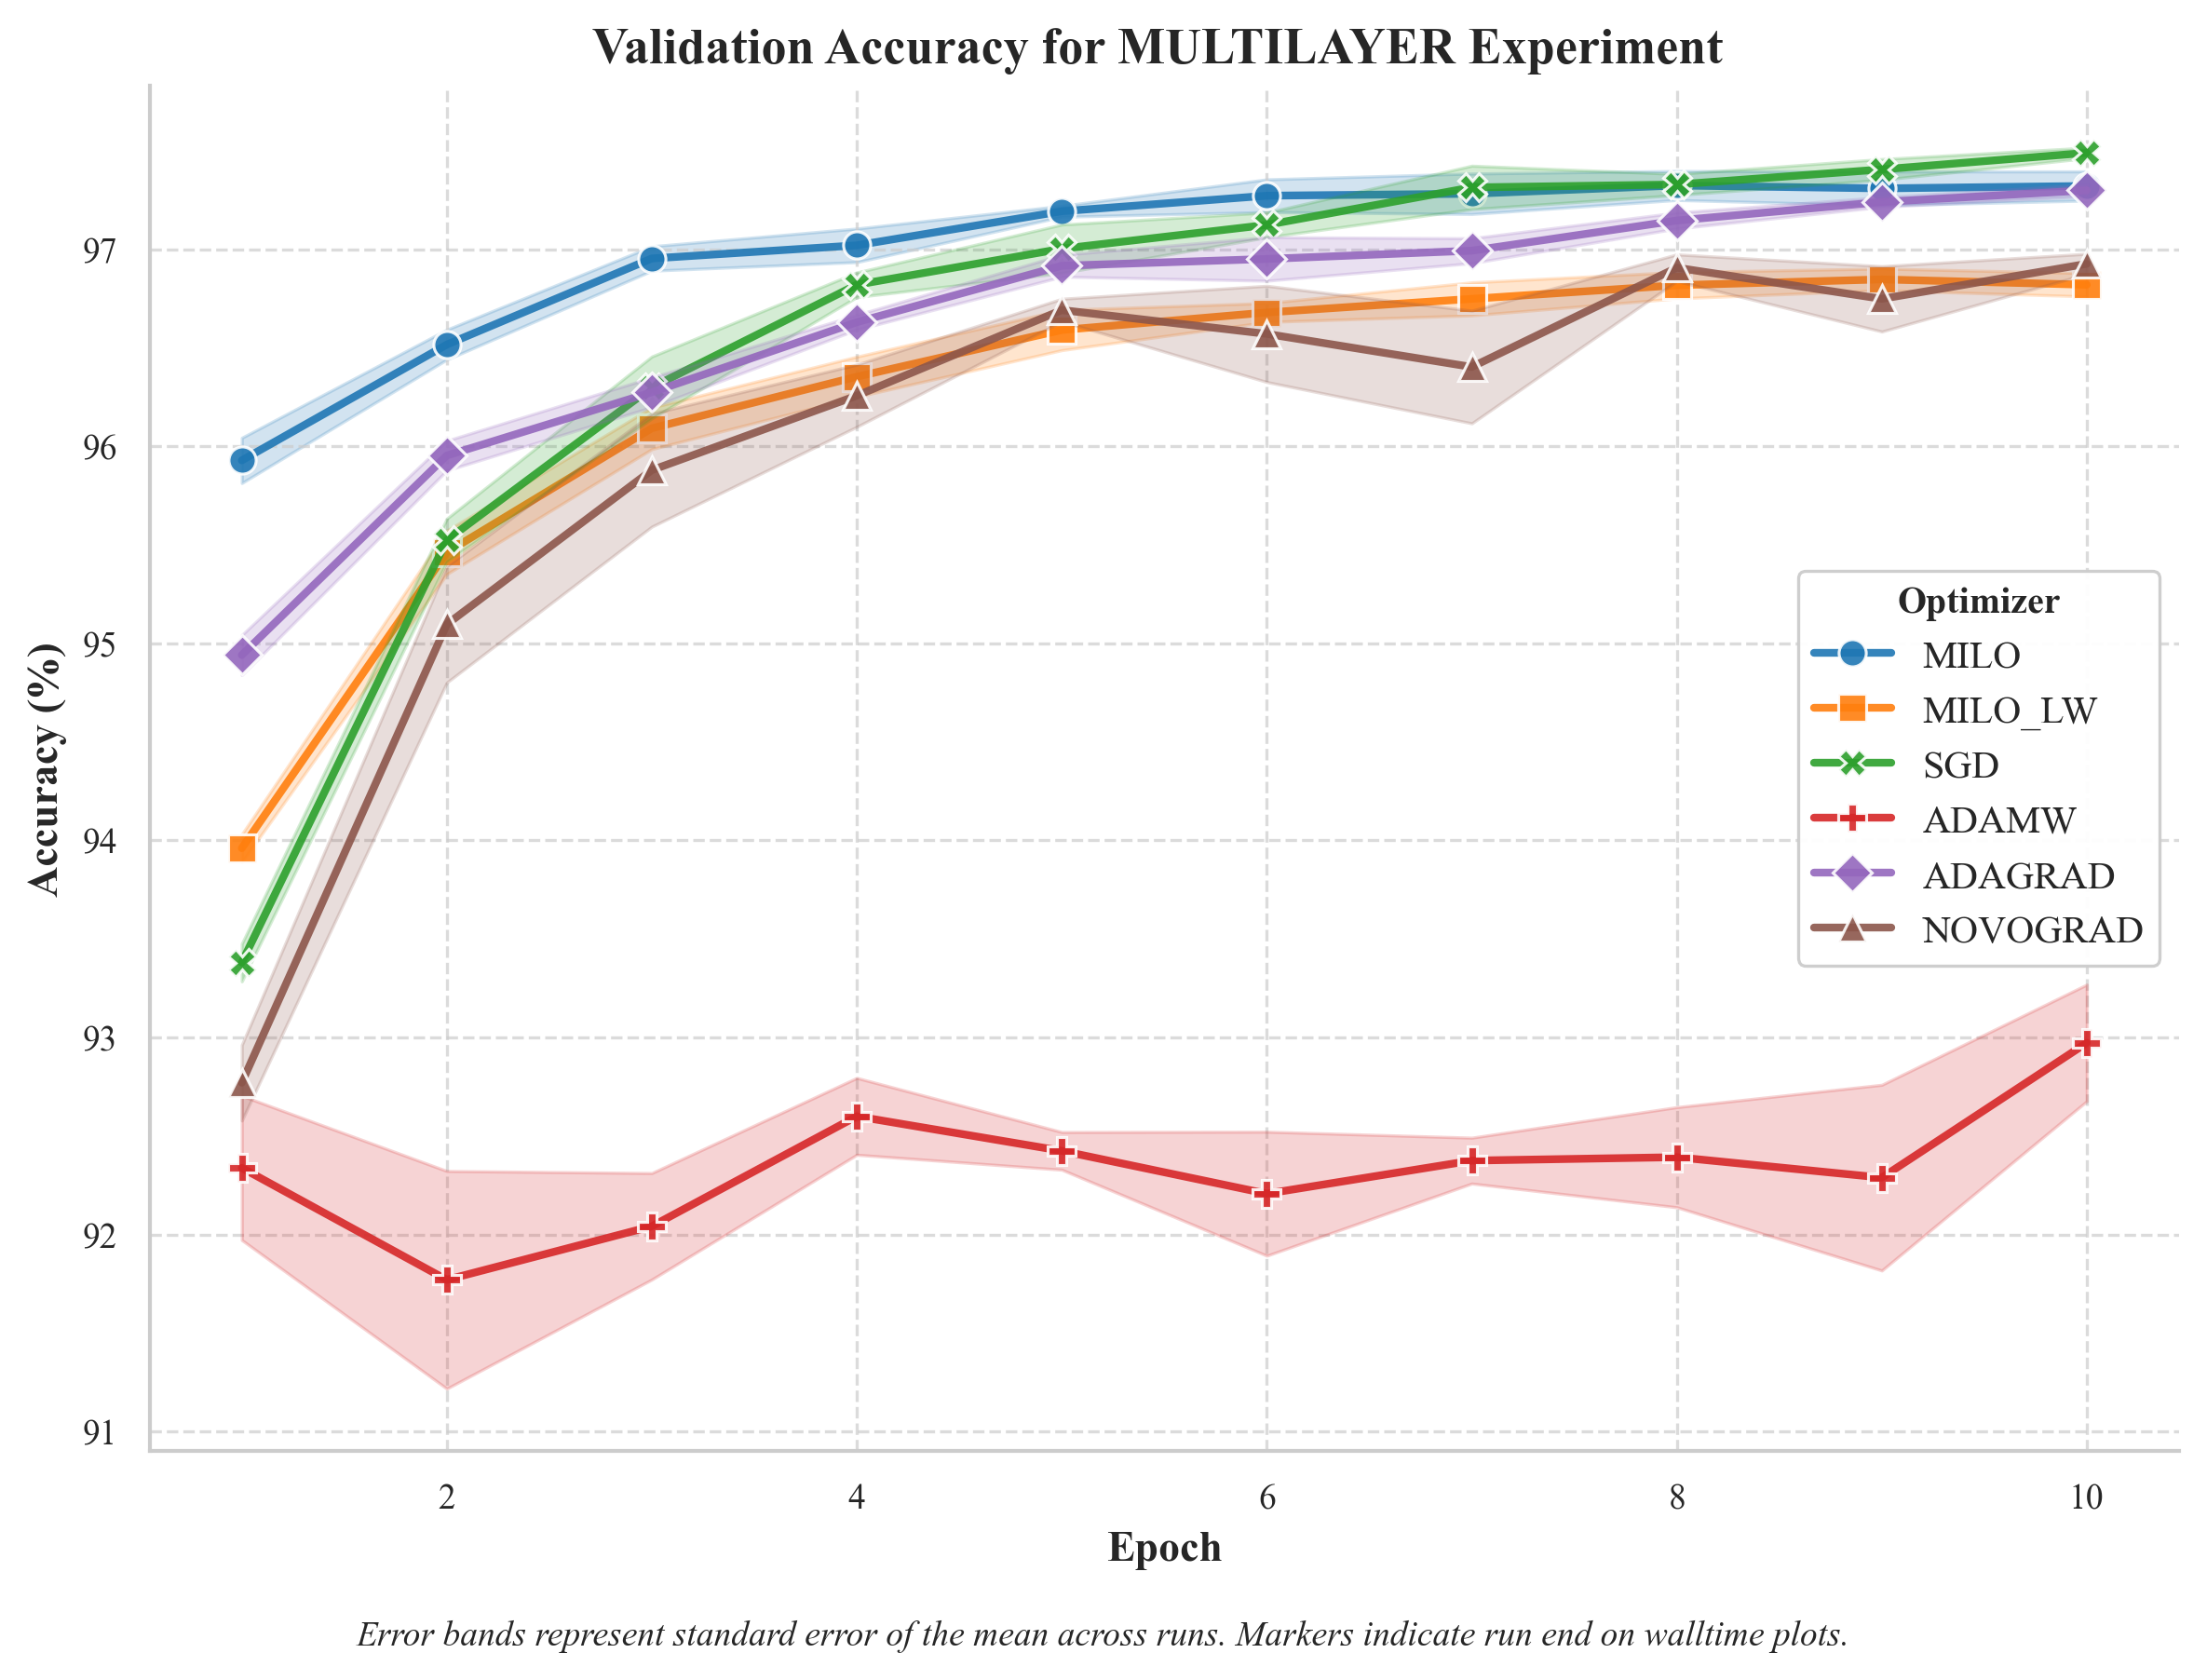 Validation Accuracy for MULTILAYER Experiment
Accuracy (%)
97
96
95
94
93
92
91
Optimizer
MILO
MILO_LW
SGD
ADAMW
ADAGRAD
NOVOGRAD
2 4 6 8 10
Epoch
Error bands represent standard error of the mean across runs. Markers indicate run end on walltime plots.